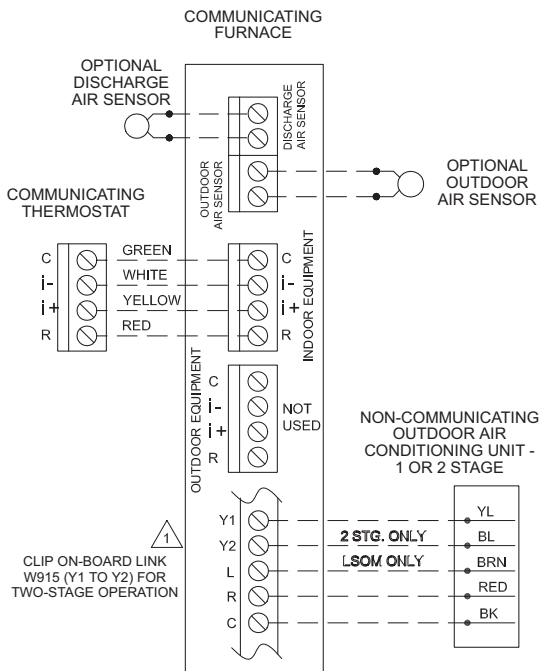 COMMUNICATING
FURNACE
OPTIONAL
DISCHARGE
AIR SENSOR
DISCHARGE
AIR SENSOR
OUTDOOR
AIR SENSOR
OPTIONAL
OUTDOOR
AIR SENSOR
COMMUNICATING
THERMOSTAT
C
i-
i+
R
GREEN
WHITE
YELLOW
RED
C
i-
i+
R
INDOOR EQUIPMENT
OUTDOOR EQUIPMENT
C
i-
i+
R
NOT
USED
NON-COMMUNICATING
OUTDOOR AIR
CONDITIONING UNIT -
1 OR 2 STAGE
1
CLIP ON-BOARD LINK
W915 (Y1 TO Y2) FOR
TWO-STAGE OPERATION
Y1
Y2
L
R
C
2 STG. ONLY
LSOM ONLY
YL
BL
BRN
RED
BK